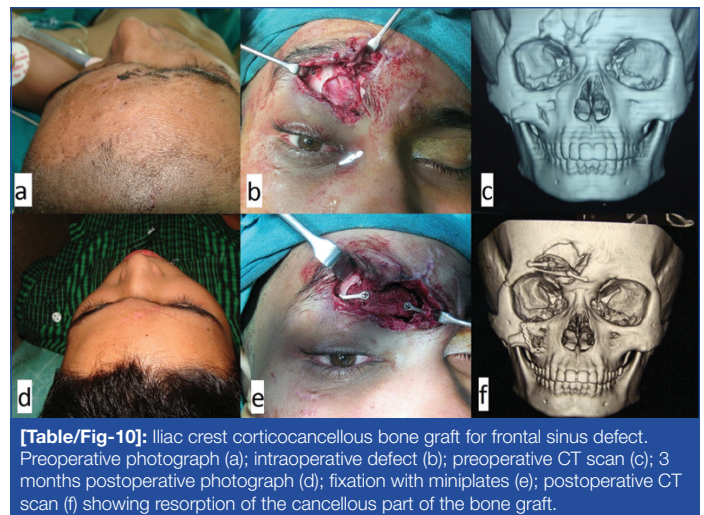 a
b
c
d
e
f
[Table/Fig-10]: Iliac crest corticocancellous bone graft for frontal sinus defect.
Preoperative photograph (a); intraoperative defect (b); preoperative CT scan (c); 3
months postoperative photograph (d); fixation with miniplates (e); postoperative CT
scan (f) showing resorption of the cancellous part of the bone graft.